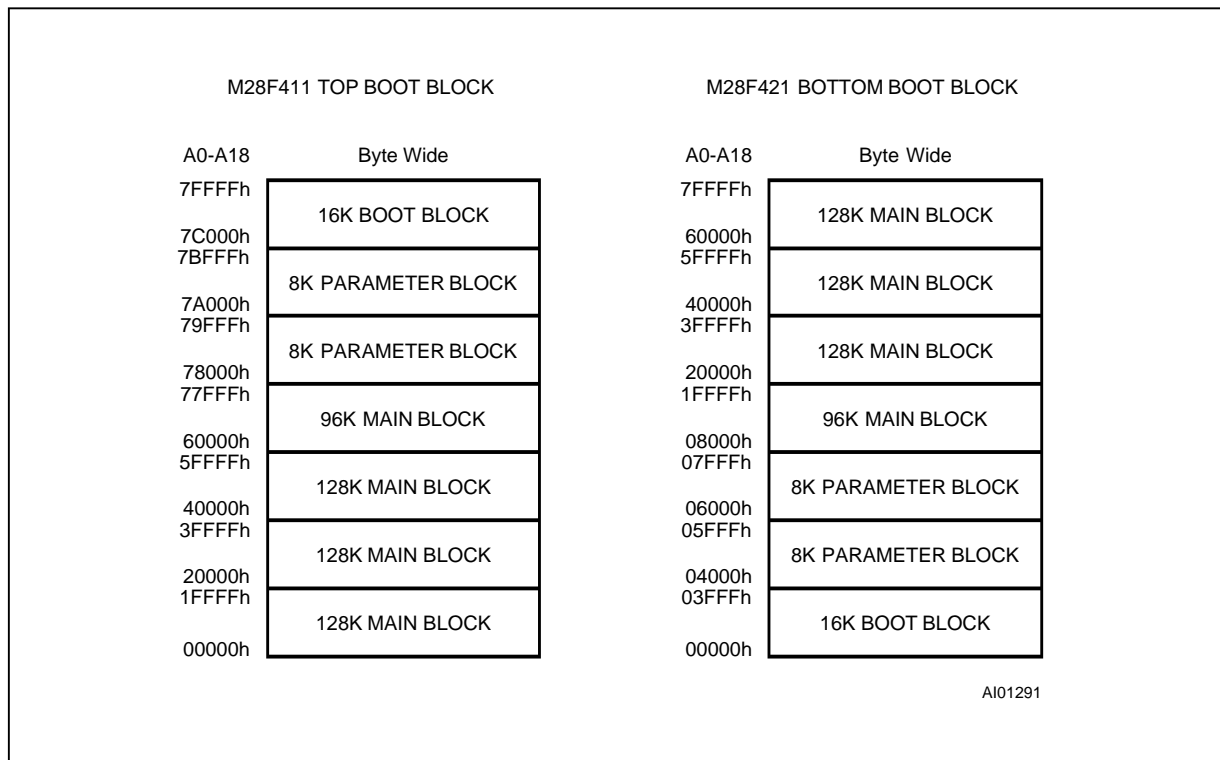 M28F411 TOP BOOT BLOCK
A0-A18 Byte Wide
7FFFFh
16K BOOT BLOCK
7C000h
7BFFFh
8K PARAMETER BLOCK
7A000h
79FFFh
8K PARAMETER BLOCK
78000h
77FFFh
96K MAIN BLOCK
60000h
5FFFFh
128K MAIN BLOCK
40000h
3FFFFh
128K MAIN BLOCK
20000h
1FFFFh
128K MAIN BLOCK
00000h
M28F421 BOTTOM BOOT BLOCK
A0-A18 Byte Wide
7FFFFh
128K MAIN BLOCK
60000h
5FFFFh
128K MAIN BLOCK
40000h
3FFFFh
128K MAIN BLOCK
20000h
1FFFFh
96K MAIN BLOCK
08000h
07FFFh
8K PARAMETER BLOCK
06000h
05FFFh
8K PARAMETER BLOCK
04000h
03FFFh
16K BOOT BLOCK
00000h
AI01291